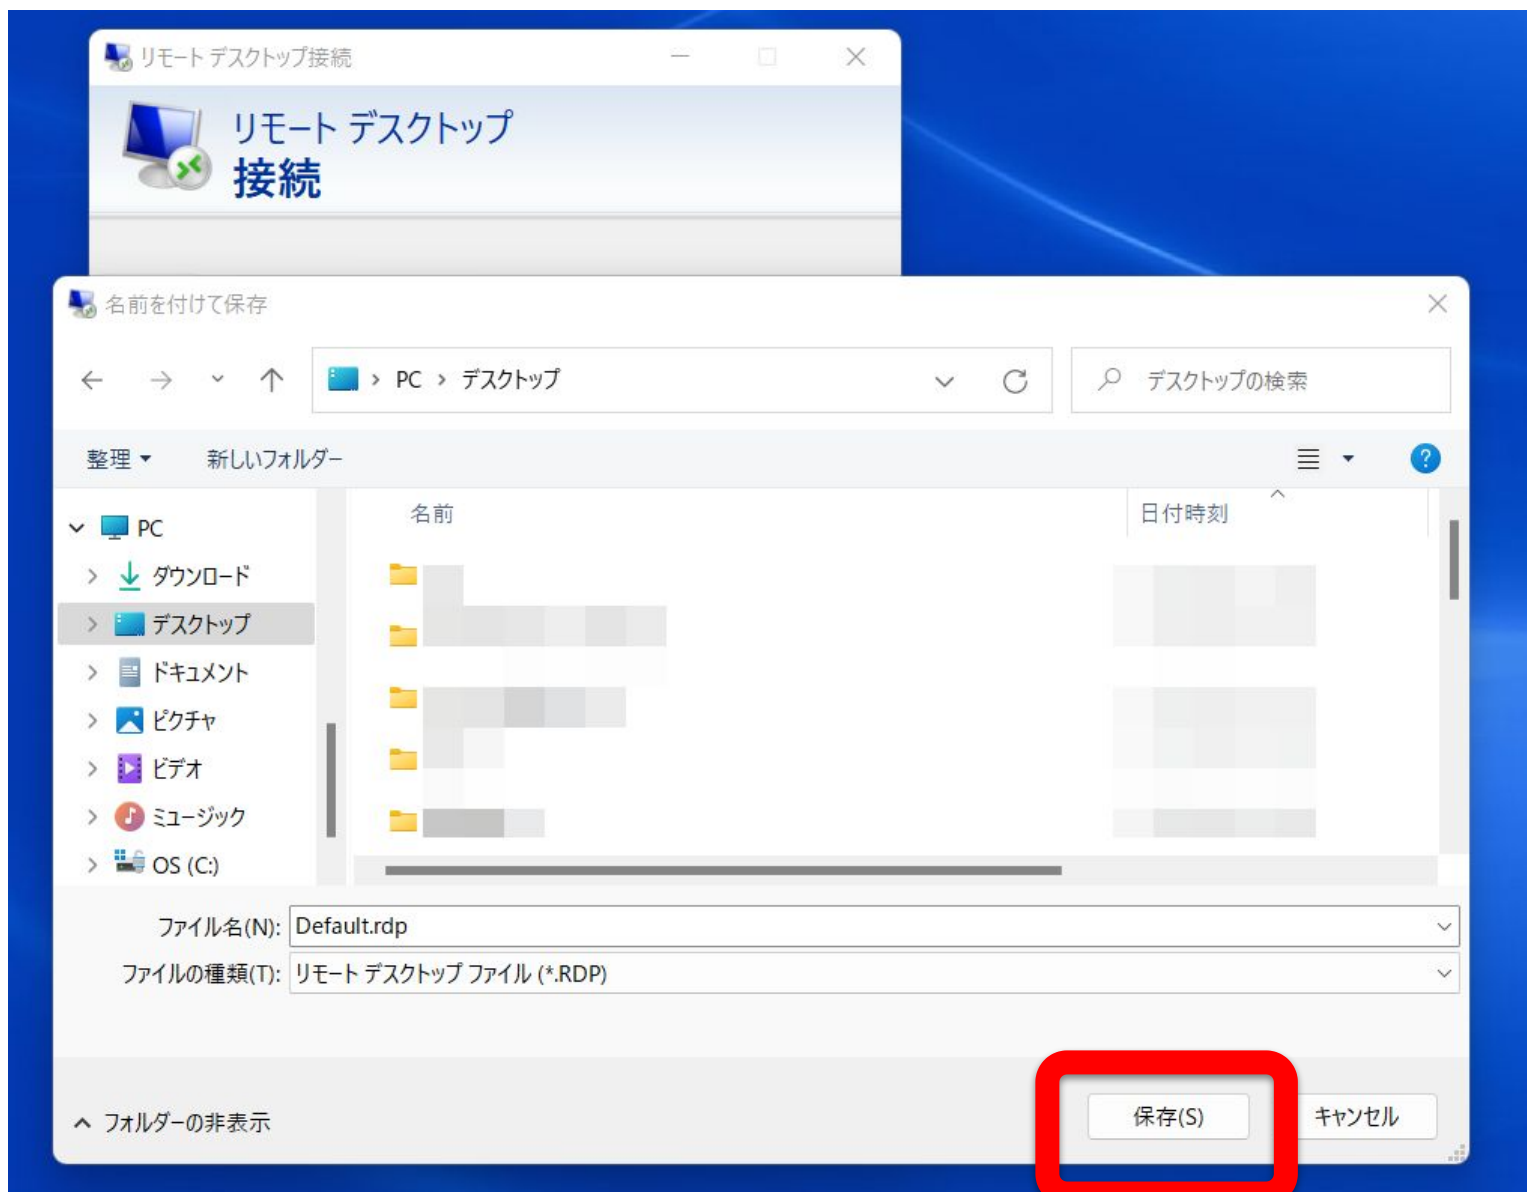 リモート デスクトップ接続
リモート デスクトップ
接続
名前を付けて保存
PC > デスクトップ
デスクトップの検索
整理
新しいフォルダー
名前
日付時刻
PC
ダウンロード
デスクトップ
ドキュメント
ピクチャ
ビデオ
ミュージック
OS (C:)
ファイル名(N): Default.rdp
ファイルの種類(T): リモート デスクトップ ファイル (*.RDP)
フォルダーの非表示
保存(S)
キャンセル